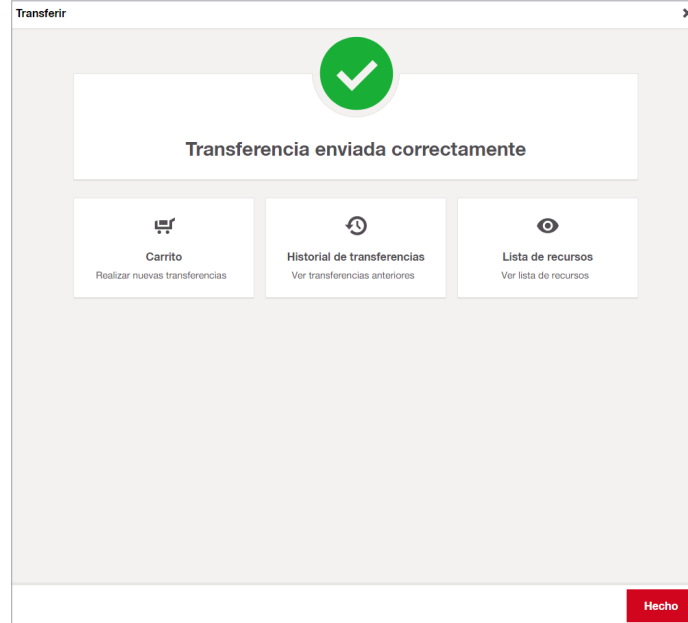 Transferir
Transferencia enviada correctamente
Carrito
Realizar nuevas transferencias
Historial de transferencias
Ver transferencias anteriores
Lista de recursos
Ver lista de recursos
Hecho